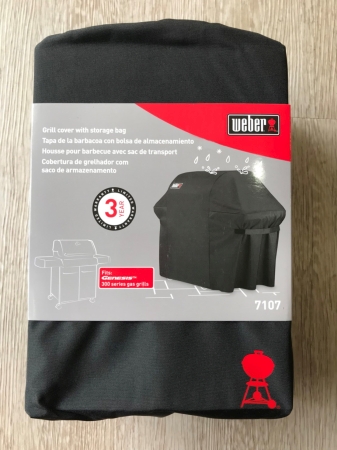 weber
Grill cover with storage bag
Tapa de la barbacoa con bolsa de almacenamiento
Housse pour barbecue avec sac de transport
Cobertura de grelhador com
saco de armazenamento
3
YEAR
Fits:
Genesis™
300 series gas grills
7107